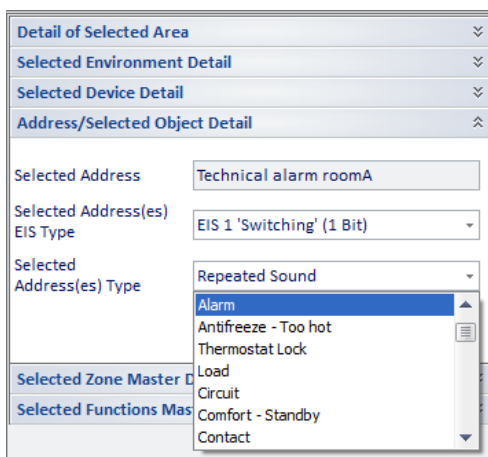 Detail of Selected Area
Selected Environment Detail
Selected Device Detail
Address/Selected Object Detail
Selected Address
Technical alarm roomA
Selected Address(es)
EIS Type
EIS 1 'Switching' (1 Bit)
Selected
Address(es) Type
Repeated Sound
Alarm
Antifreeze - Too hot
Thermostat Lock
Load
Circuit
Comfort - Standby
Contact
Selected Zone Master D
Selected Functions Mas